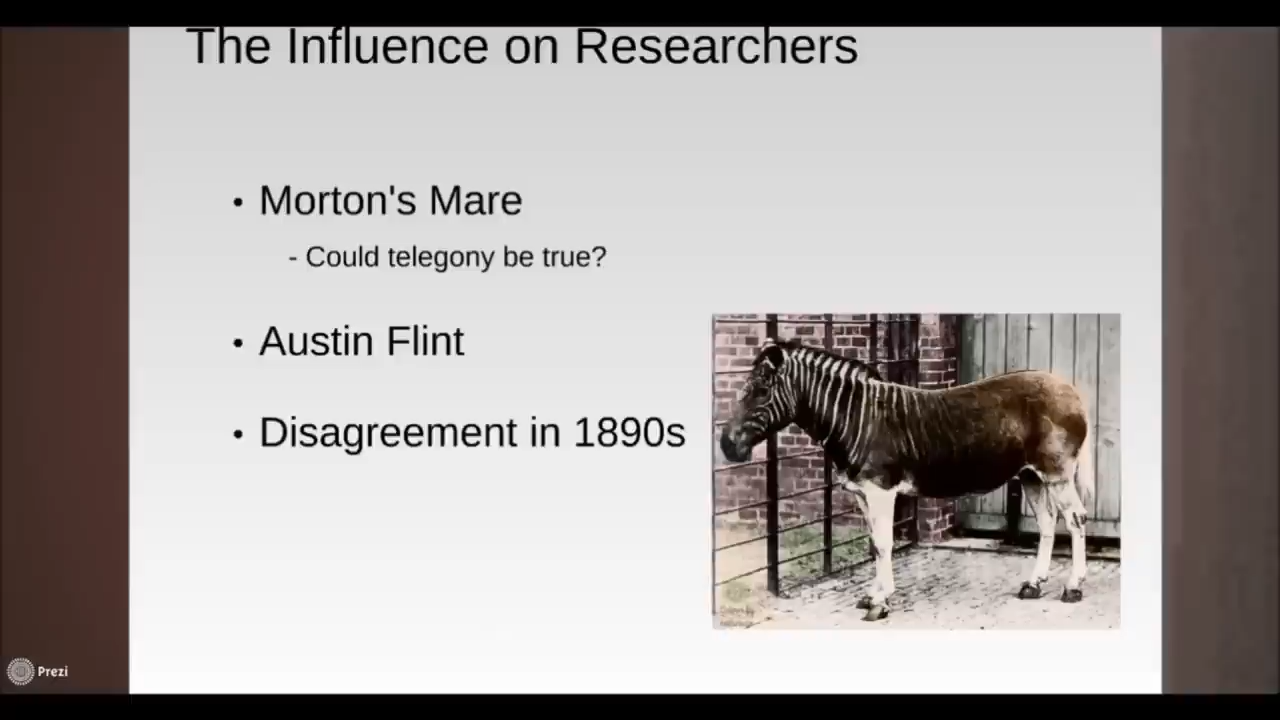 The Influence on Researchers
• Morton's Mare
- Could telegony be true?
• Austin Flint
• Disagreement in 1890s
Prezi